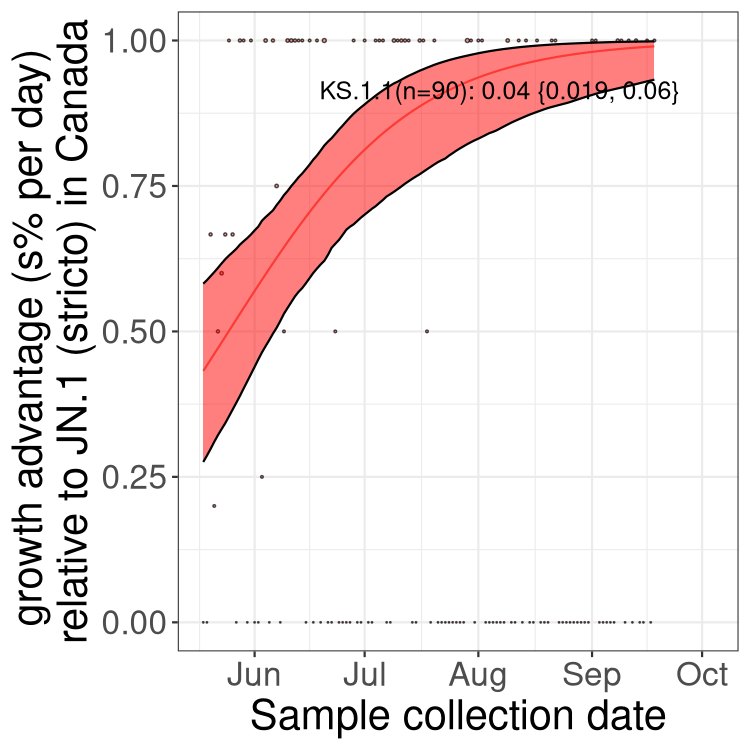 growth advantage (s% per day)
relative to JN.1 (stricto) in Canada
1.00
0.75
0.50
0.25
0.00
KS.1.1(n=90): 0.04 {0.019, 0.06}
Jun Jul Aug Sep Oct
Sample collection date